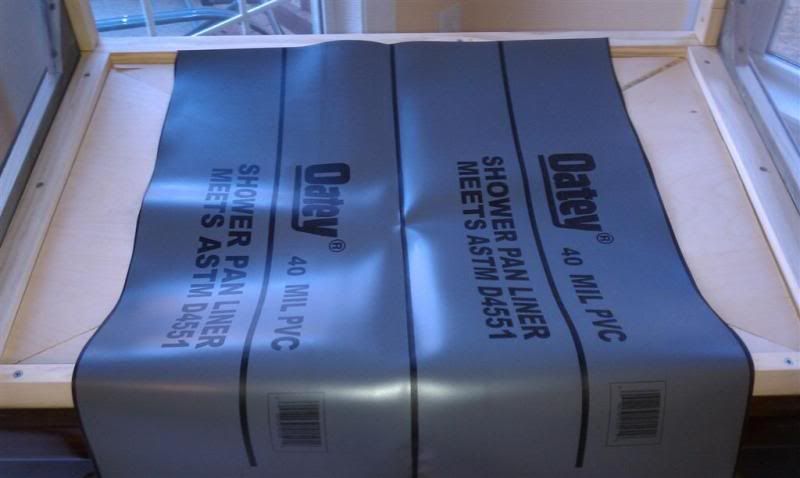 Oatey®
40 MIL PVC
SHOWER PAN LINER
MEETS ASTM D4551
Oatey®
40 MIL PVC
SHOWER PAN LINER
MEETS ASTM D4551